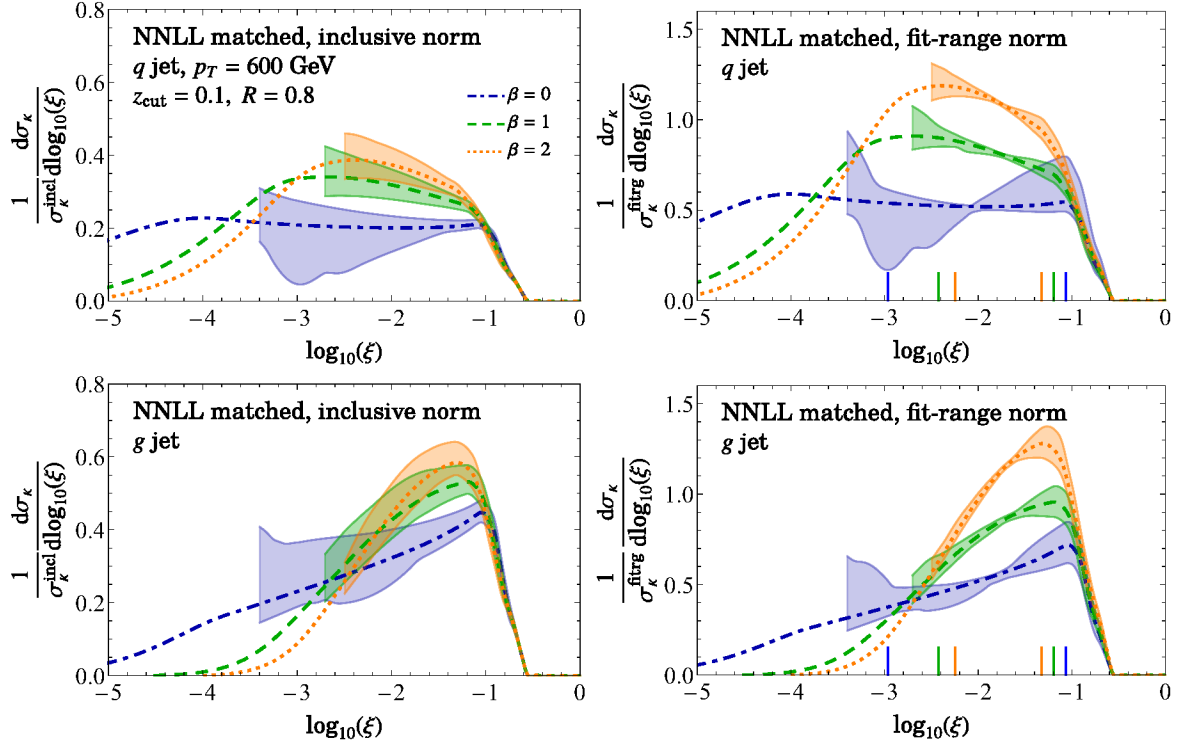 NNLL matched, inclusive norm
q jet, p_T = 600 GeV
z_cut = 0.1, R = 0.8
β = 0
β = 1
β = 2
0.8
0.6
0.4
0.2
0.0
−5 −4 −3 −2 −1 0
log₁₀(ξ)
1/σ_κ^incl dσ_κ/dlog₁₀(ξ)
NNLL matched, fit-range norm
q jet
1.5
1.0
0.5
0.0
−5 −4 −3 −2 −1 0
log₁₀(ξ)
1/σ_κ^fitrg dσ_κ/dlog₁₀(ξ)
NNLL matched, inclusive norm
g jet
0.8
0.6
0.4
0.2
0.0
−5 −4 −3 −2 −1 0
log₁₀(ξ)
1/σ_κ^incl dσ_κ/dlog₁₀(ξ)
NNLL matched, fit-range norm
g jet
1.5
1.0
0.5
0.0
−5 −4 −3 −2 −1 0
log₁₀(ξ)
1/σ_κ^fitrg dσ_κ/dlog₁₀(ξ)